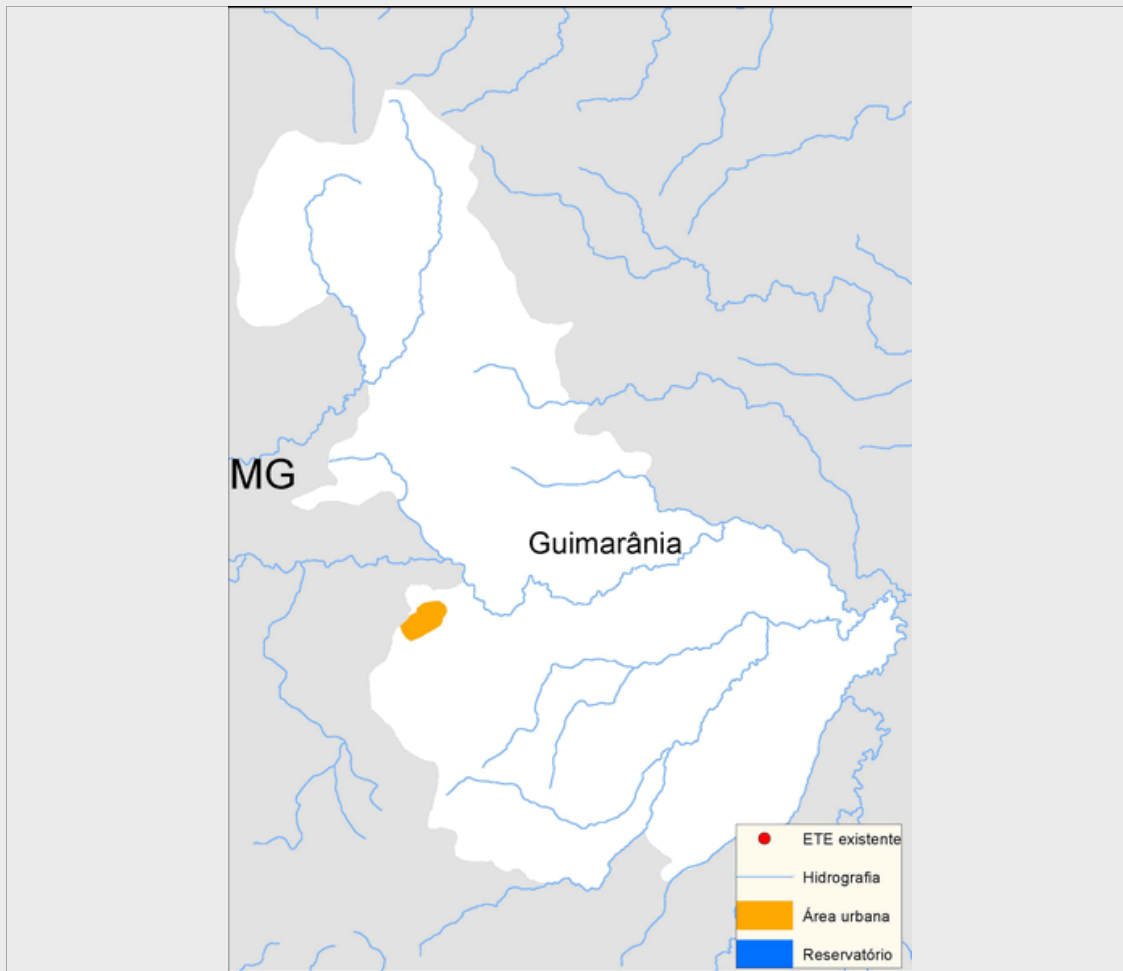 MG
Guimarânia
ETE existente
Hidrografia
Área urbana
Reservatório